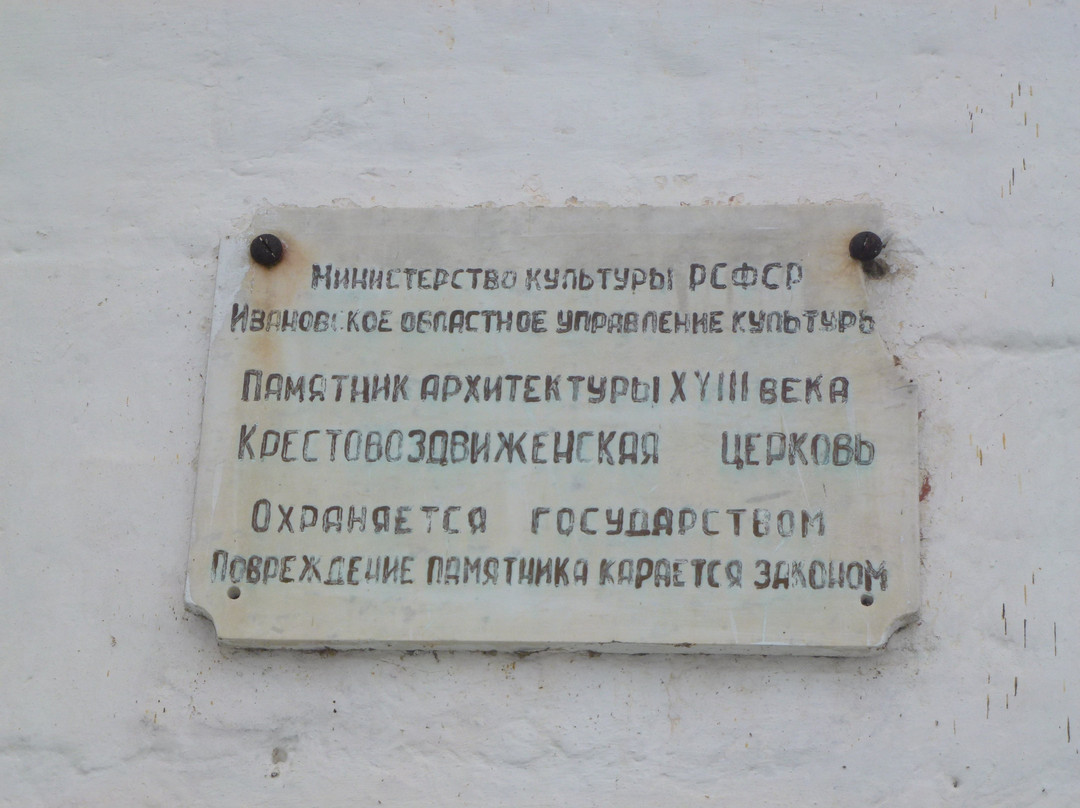 Министерство культуры РСФСР
Ивановское областное управление культуры
Памятник архитектуры XVIII века
Крестовоздвиженская церковь
Охраняется государством
Повреждение памятника карается законом